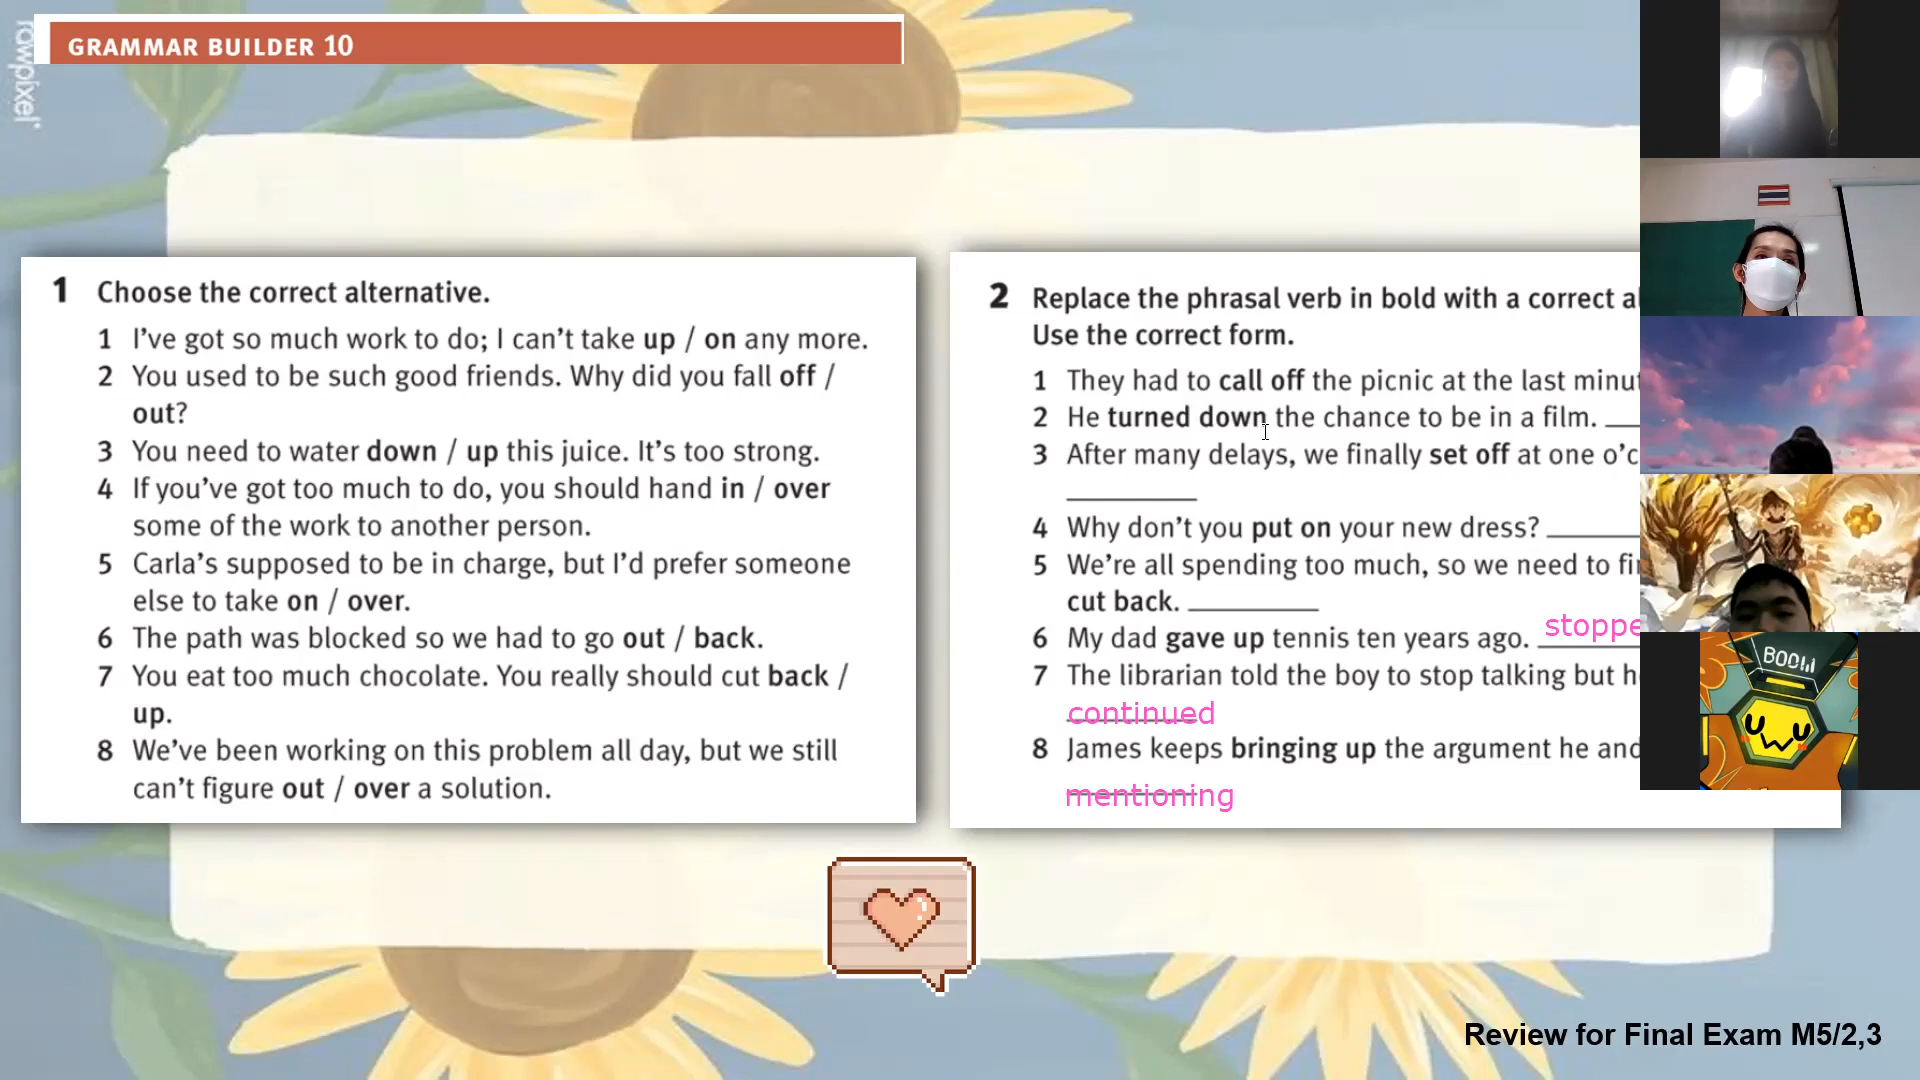 rawpixel
GRAMMAR BUILDER 10
1 Choose the correct alternative.
1 I've got so much work to do; I can't take up / on any more.
2 You used to be such good friends. Why did you fall off /
out?
3 You need to water down / up this juice. It's too strong.
4 If you've got too much to do, you should hand in / over
some of the work to another person.
5 Carla's supposed to be in charge, but I'd prefer someone
else to take on / over.
6 The path was blocked so we had to go out / back.
7 You eat too much chocolate. You really should cut back /
up.
8 We've been working on this problem all day, but we still
can't figure out / over a solution.
2 Replace the phrasal verb in bold with a correct
Use the correct form.
1 They had to call off the picnic at the last
2 He turned down the chance to be in a film.
3 After many delays, we finally set off at one
4 Why don't you put on your new dress?
5 We're all spending too much, so we need to
cut back.
6 My dad gave up tennis ten years ago.
7 The librarian told the boy to stop talking but
continued
8 James keeps bringing up the argument he and
mentioning
BOOM
Review for Final Exam M5/2,3